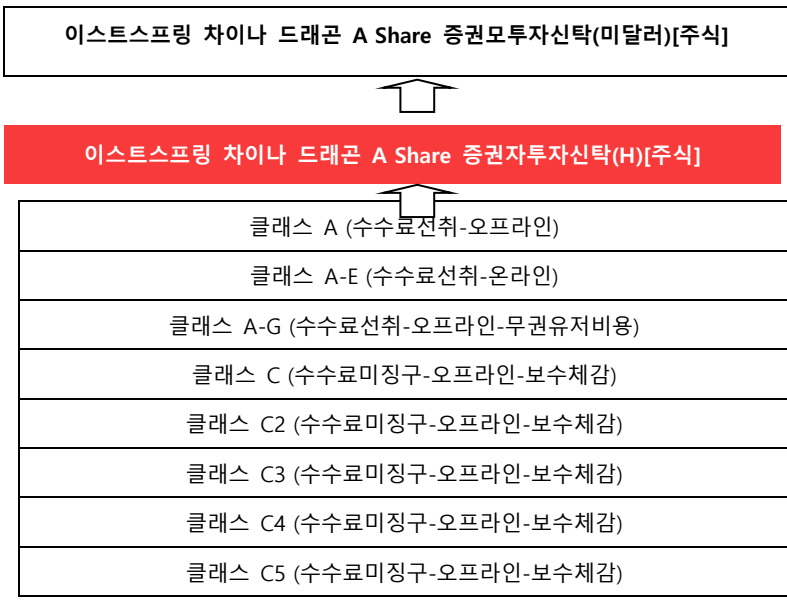 이스트스프링 차이나 드래곤 A Share 증권모투자신탁(미달러)[주식]
이스트스프링 차이나 드래곤 A Share 증권자투자신탁(H)[주식]
클래스 A (수수료선취-오프라인)
클래스 A-E (수수료선취-온라인)
클래스 A-G (수수료선취-오프라인-무권유저비용)
클래스 C (수수료미징구-오프라인-보수체감)
클래스 C2 (수수료미징구-오프라인-보수체감)
클래스 C3 (수수료미징구-오프라인-보수체감)
클래스 C4 (수수료미징구-오프라인-보수체감)
클래스 C5 (수수료미징구-오프라인-보수체감)